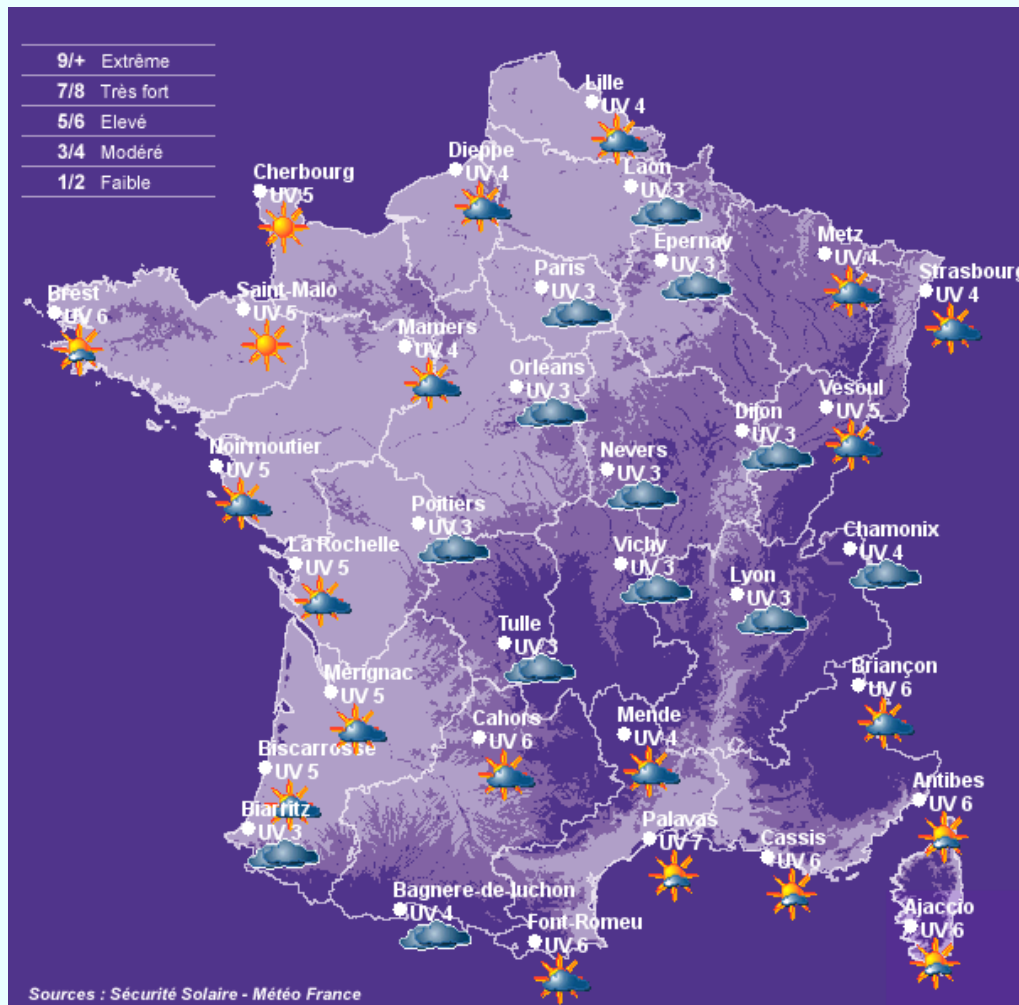 9/+ Extrême
7/8 Très fort
5/6 Elevé
3/4 Modéré
1/2 Faible
Lille
UV 4
Dieppe
UV 4
Cherbourg
UV 5
Laon
UV 3
Epernay
UV 3
Metz
UV 4
Strasbourg
UV 4
Paris
UV 3
Brest
UV 6
Saint-Malo
UV 5
Mamers
UV 4
Orléans
UV 3
Vesoul
UV 5
Dijon
UV 3
Noirmoutier
UV 5
Nevers
UV 3
Poitiers
UV 3
La Rochelle
UV 5
Vichy
UV 3
Chamonix
UV 4
Lyon
UV 3
Tulle
UV 3
Mérignac
UV 5
Briançon
UV 6
Cahors
UV 6
Mende
UV 4
Biscarrosse
UV 5
Antibes
UV 6
Biarritz
UV 3
Palavas
UV 7
Cassis
UV 6
Bagnere-de-luchon
UV 4
Font-Romeu
UV 6
Ajaccio
UV 6
Sources : Sécurité Solaire - Météo France